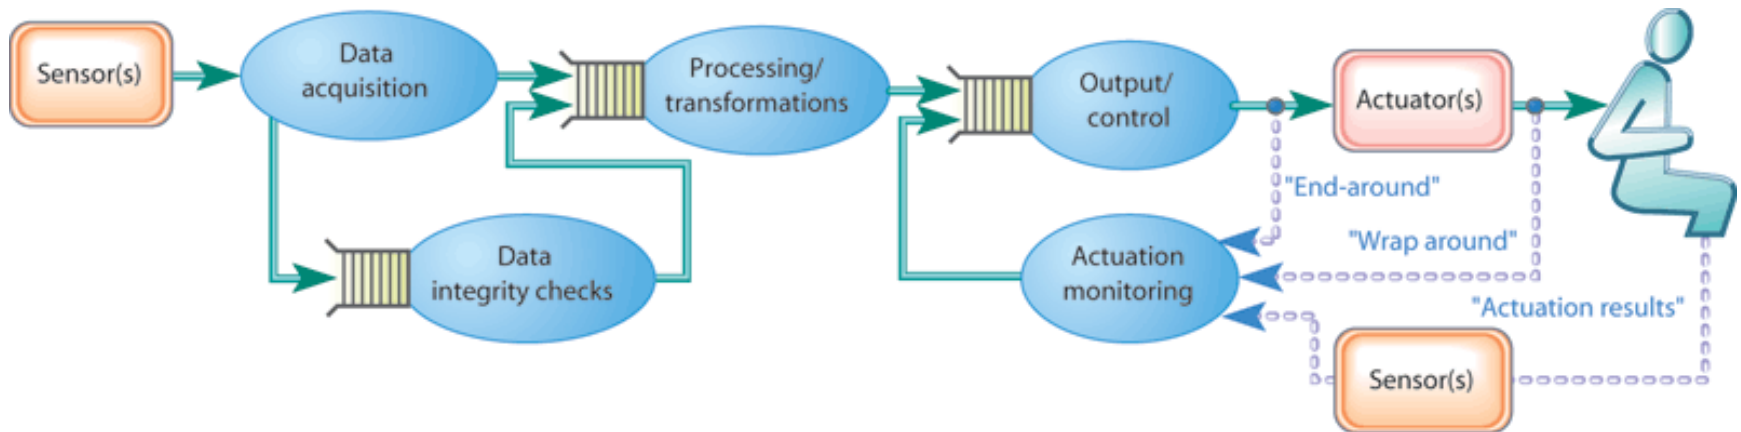 Sensor(s)
Data
acquisition
Processing/
transformations
Output/
control
Actuator(s)
"End-around"
"Wrap around"
Data
integrity checks
Actuation
monitoring
"Actuation results"
Sensor(s)